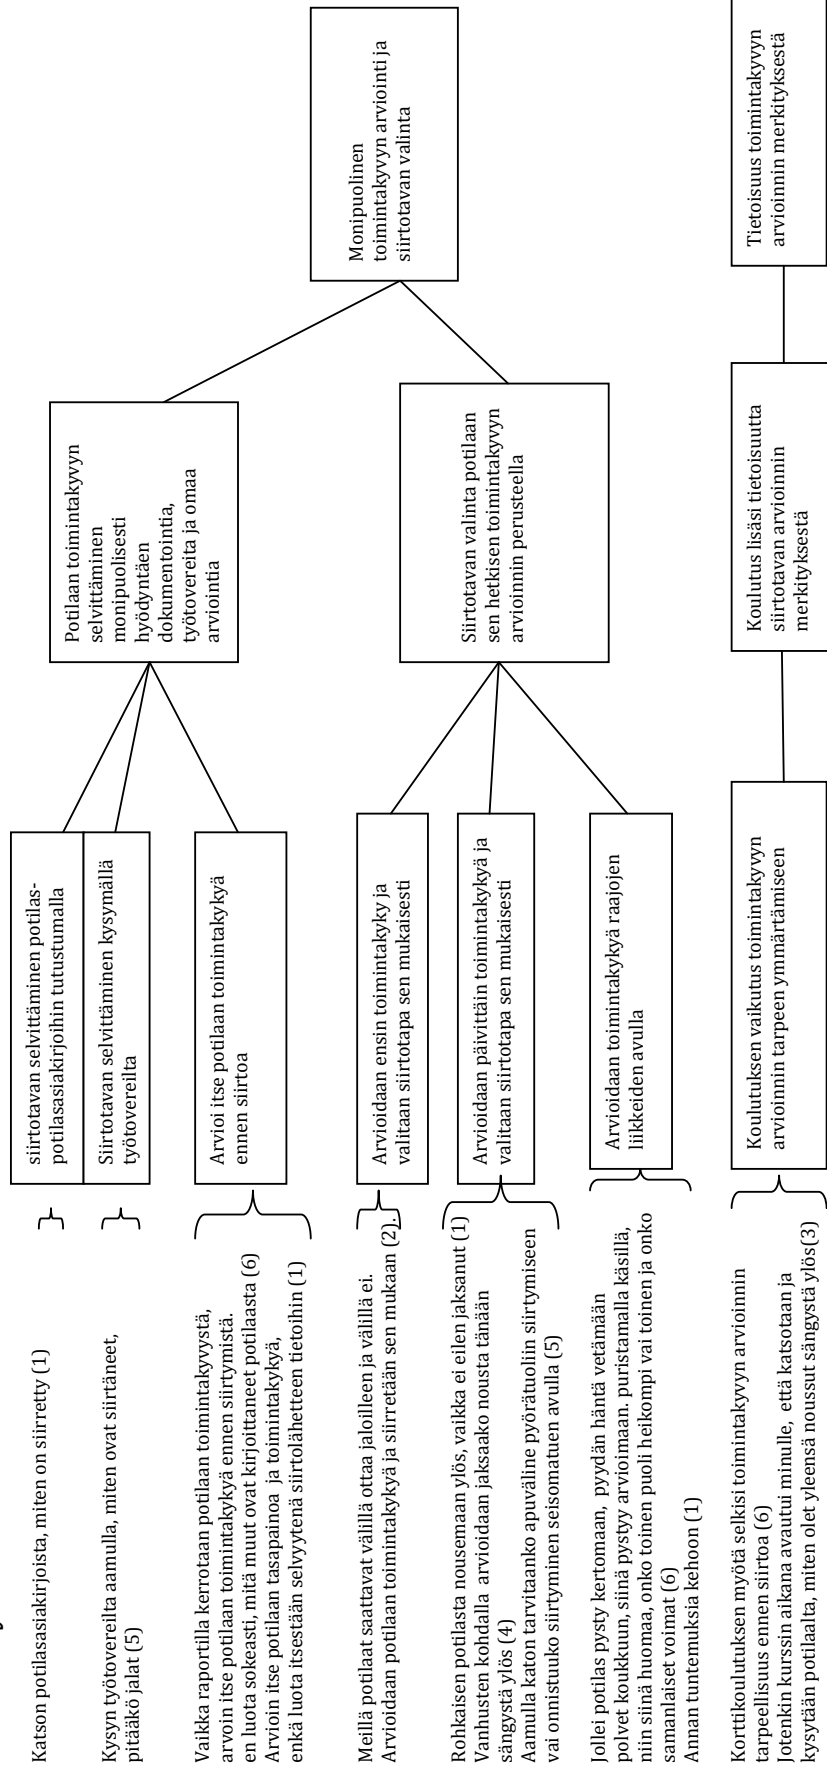 Katson potilasasiakirjoista, miten on siirretty (1)
Kysyn työtovereilta aamulla, miten ovat siirtäneet,
pitääkö jalat (5)
Vaikka raportilla kerrotaan potilaan toimintakyvystä,
arvoin itse potilaan toimintakykyä ennen siirtymistä.
en luota sokeasti, mitä muut ovat kirjoittaneet potilaasta (6)
Arvioin itse potilaan tasapainoa ja toimintakykyä,
enkä luota itsestään selvyytenä siirtolähetteen tietoihin (1)
Meillä potilaat saattavat välillä ottaa jaloilleen ja välillä ei.
Arvioidaan potilaan toimintakykyä ja siirretään sen mukaan (2).
Rohkaisen potilasta nousemaan ylös, vaikka ei eilen jaksanut (1)
Vanhusten kohdalla arvioidaan jaksaako nousta tänään
sängystä ylös (4)
Aamulla katon tarvitaanko apuväline pyörätuoliin siirtymiseen
vai onnistuuko siirtyminen seisomatuen avulla (5)
Jollei potilas pysty kertomaan, pyydän häntä vetämään
polvet koukkuun, siinä pystyy arvioimaan. puristamalla käsillä,
niin siinä huomaa, onko toinen puoli heikompi vai toinen ja onko
samanlaiset voimat (6)
Annan tuntemuksia kehoon (1)
Korttikoulutuksen myötä selkisi toimintakyvyn arvioinnin
tarpeellisuus ennen siirtoa (6)
Jotenkin kurssin aikana avautui minulle, että katsotaan ja
kysytään potilaalta, miten olet yleensä noussut sängystä ylös(3)
siirtotavan selvittäminen potilas-
potilasasiakirjoihin tutustumalla
Siirtotavan selvittäminen kysymällä
työtovereilta
Arvioi itse potilaan toimintakykyä
ennen siirtoa
Arvioidaan ensin toimintakyky ja
valitaan siirtotapa sen mukaisesti
Arvioidaan päivittäin toimintakykyä ja
valitaan siirtotapa sen mukaisesti
Arvioidaan toimintakykyä raajojen
liikkeiden avulla
Koulutuksen vaikutus toimintakyvyn
arvioinnin tarpeen ymmärtämiseen
Potilaan toimintakyvyn
selvittäminen
monipuolisesti
hyödyntäen
dokumentointia,
työtovereita ja omaa
arviointia
Siirtotavan valinta potilaan
sen hetkisen toimintakyvyn
arvioinnin perusteella
Koulutus lisäsi tietoisuutta
siirtotavan arvioinnin
merkityksestä
Monipuolinen
toimintakyvyn arviointi ja
siirtotavan valinta
Tietoisuus toimintakyvyn
arvioinnin merkityksestä